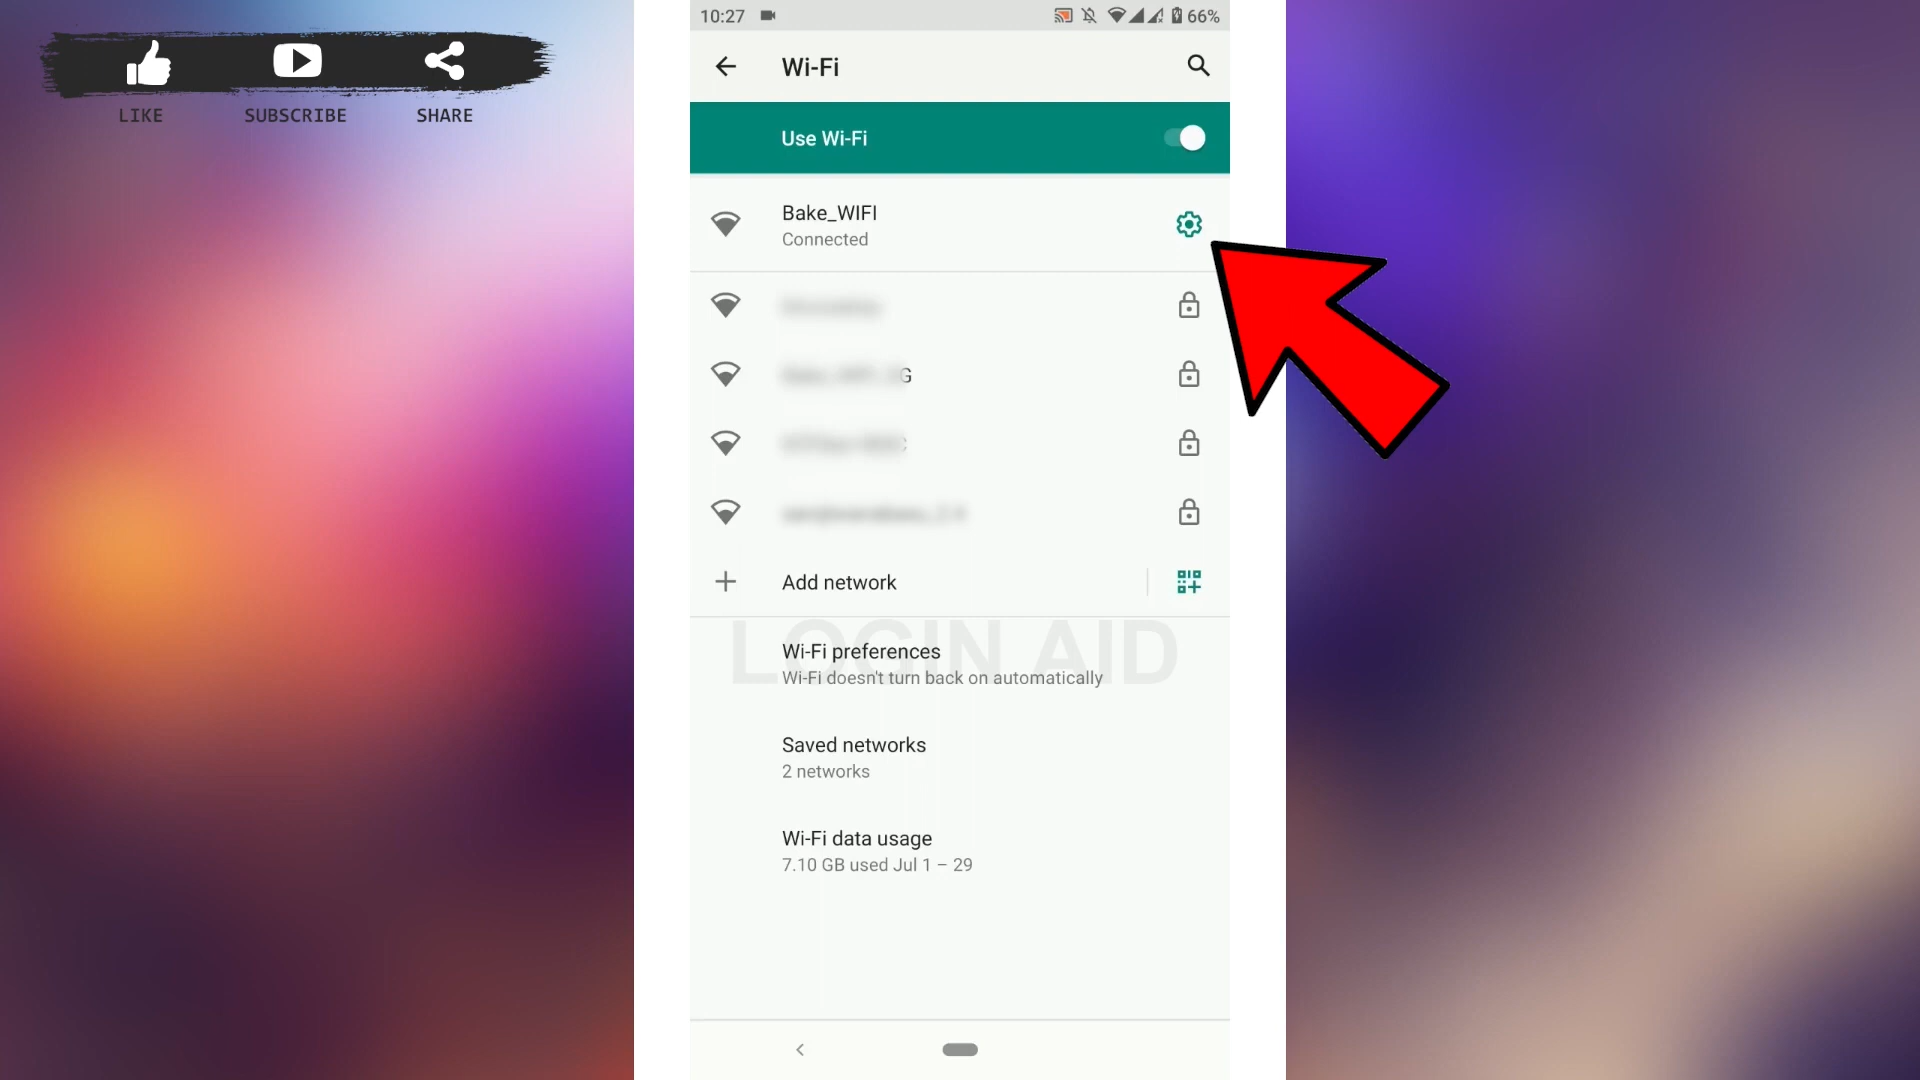 LIKE
SUBSCRIBE
SHARE
10:27
66%
Wi-Fi
Use Wi-Fi
Bake_WIFI
Connected
Add network
LOGIN AID
Wi-Fi preferences
Wi-Fi doesn't turn back on automatically
Saved networks
2 networks
Wi-Fi data usage
7.10 GB used Jul 1 – 29